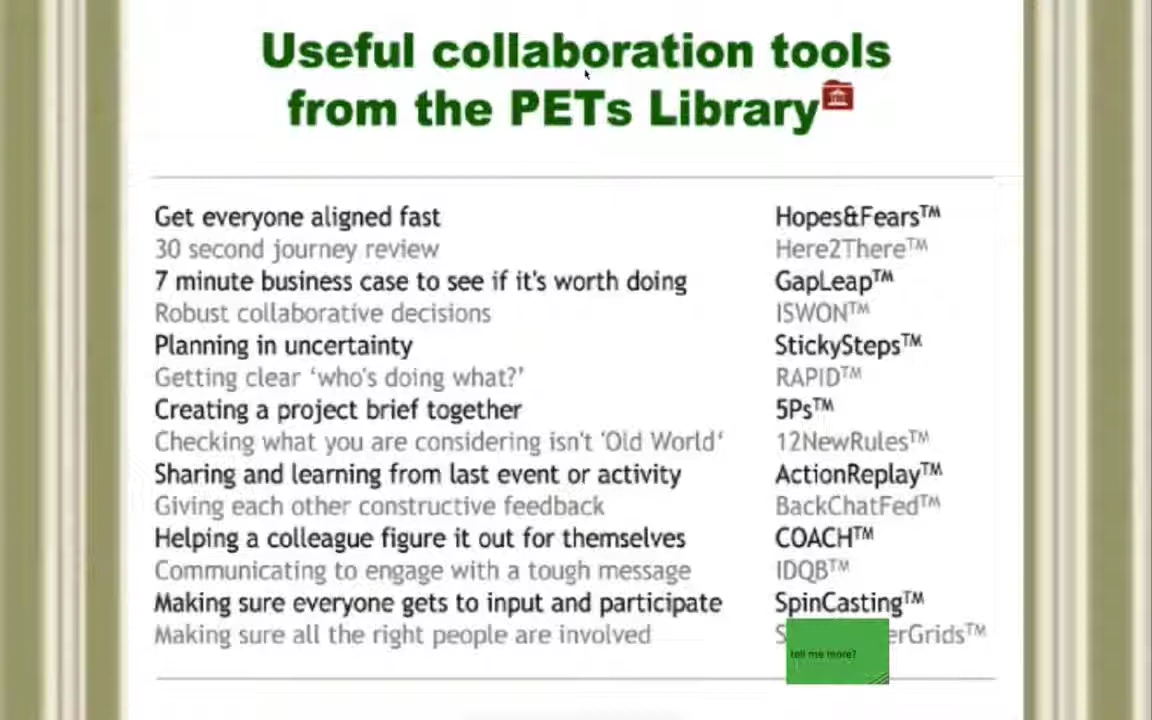 Useful collaboration tools
from the PETs Library
Get everyone aligned fast Hopes&Fears™
30 second journey review Here2There™
7 minute business case to see if it's worth doing GapLeap™
Robust collaborative decisions ISWON™
Planning in uncertainty StickySteps™
Getting clear ‘who's doing what?’ RAPID™
Creating a project brief together 5Ps™
Checking what you are considering isn't 'Old World‘ 12NewRules™
Sharing and learning from last event or activity ActionReplay™
Giving each other constructive feedback BackChatFed™
Helping a colleague figure it out for themselves COACH™
Communicating to engage with a tough message IDQB™
Making sure everyone gets to input and participate SpinCasting™
Making sure all the right people are involved
tell me more?